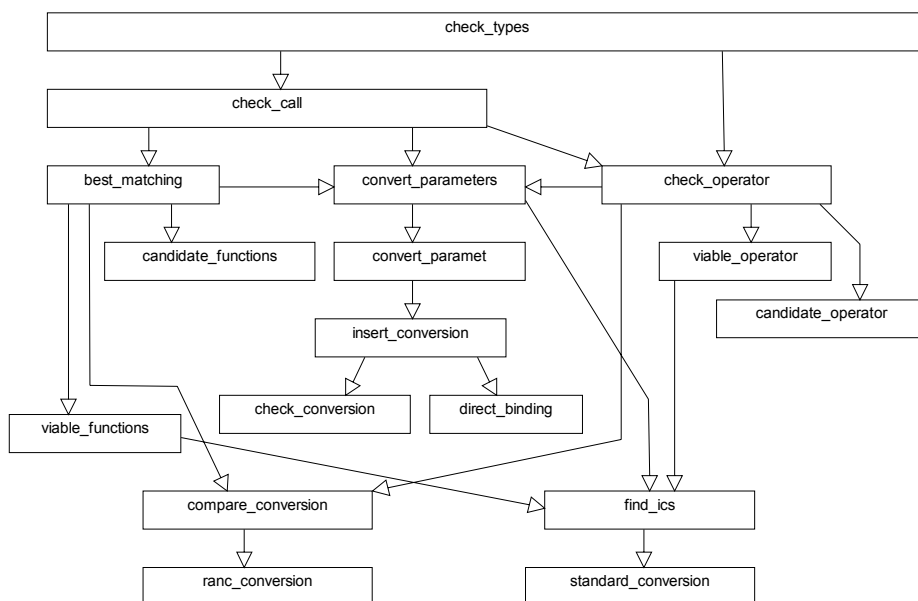 check_types
check_call
best_matching
convert_parameters
check_operator
candidate_functions
convert_paramet
viable_operator
candidate_operator
insert_conversion
check_conversion
direct_binding
viable_functions
compare_conversion
find_ics
ranc_conversion
standard_conversion